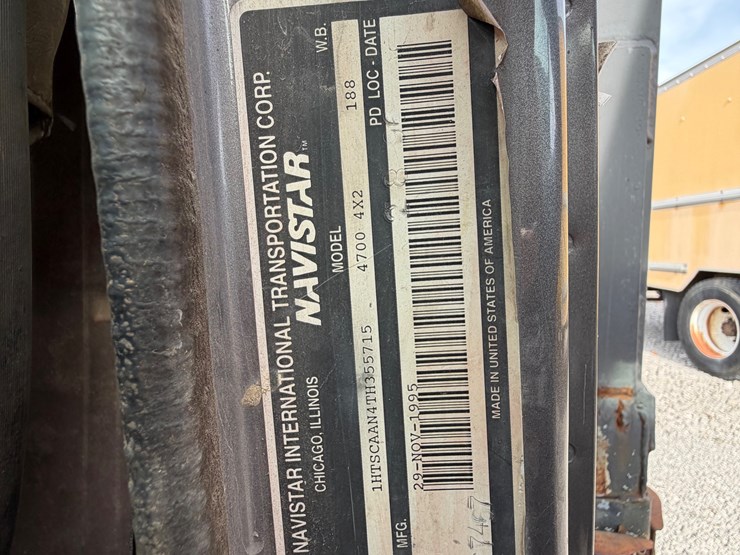 NAVISTAR INTERNATIONAL TRANSPORTATION CORP.
CHICAGO, ILLINOIS NAVISTAR™
MODEL W.B.
1HTSCAAN4TH355715 - 4700 4X2 188
MFG. PD LOC - DATE
29-NOV-1995
MADE IN UNITED STATES OF AMERICA